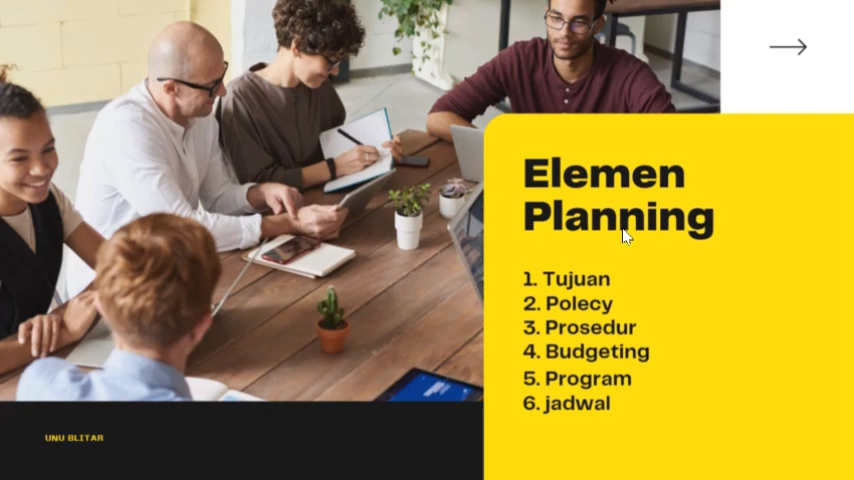 Elemen
Planning
1. Tujuan
2. Polecy
3. Prosedur
4. Budgeting
5. Program
6. jadwal
UNU BLITAR